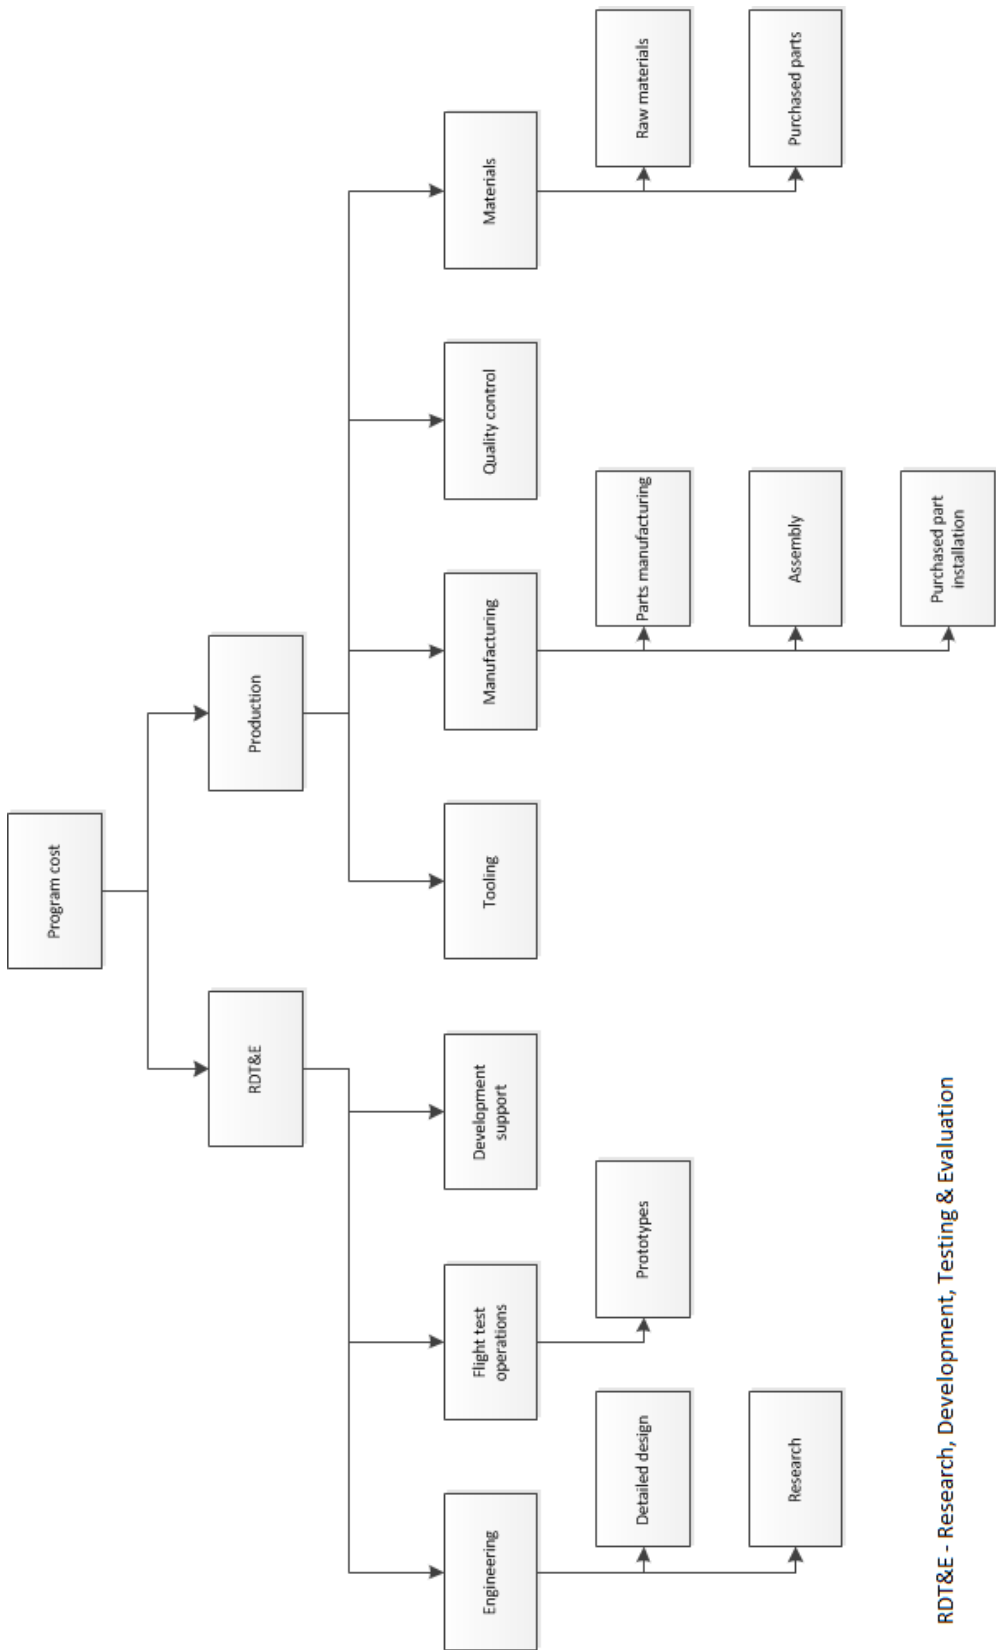 Program cost
RDT&E
Production
Engineering
Flight test
operations
Development
support
Tooling
Manufacturing
Quality control
Materials
Detailed design
Prototypes
Parts manufacturing
Raw materials
Research
Assembly
Purchased parts
Purchased part
installation
RDT&E - Research, Development, Testing & Evaluation